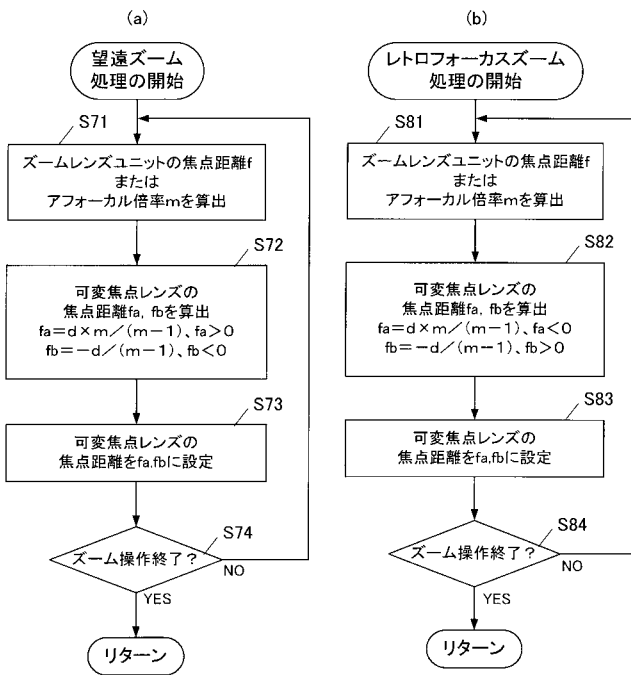 (a)
望遠ズーム
処理の開始
S71
ズームレンズユニットの焦点距離f
または
アフォーカル倍率mを算出
S72
可変焦点レンズの
焦点距離fa, fbを算出
fa=d×m/(m-1)、fa>0
fb=-d/(m-1)、fb<0
S73
可変焦点レンズの
焦点距離をfa,fbに設定
S74
ズーム操作終了?
NO
YES
リターン
(b)
レトロフォーカスズーム
処理の開始
S81
ズームレンズユニットの焦点距離f
または
アフォーカル倍率mを算出
S82
可変焦点レンズの
焦点距離fa, fbを算出
fa=d×m/(m-1)、fa<0
fb=-d/(m-1)、fb>0
S83
可変焦点レンズの
焦点距離をfa,fbに設定
S84
ズーム操作終了?
NO
YES
リターン